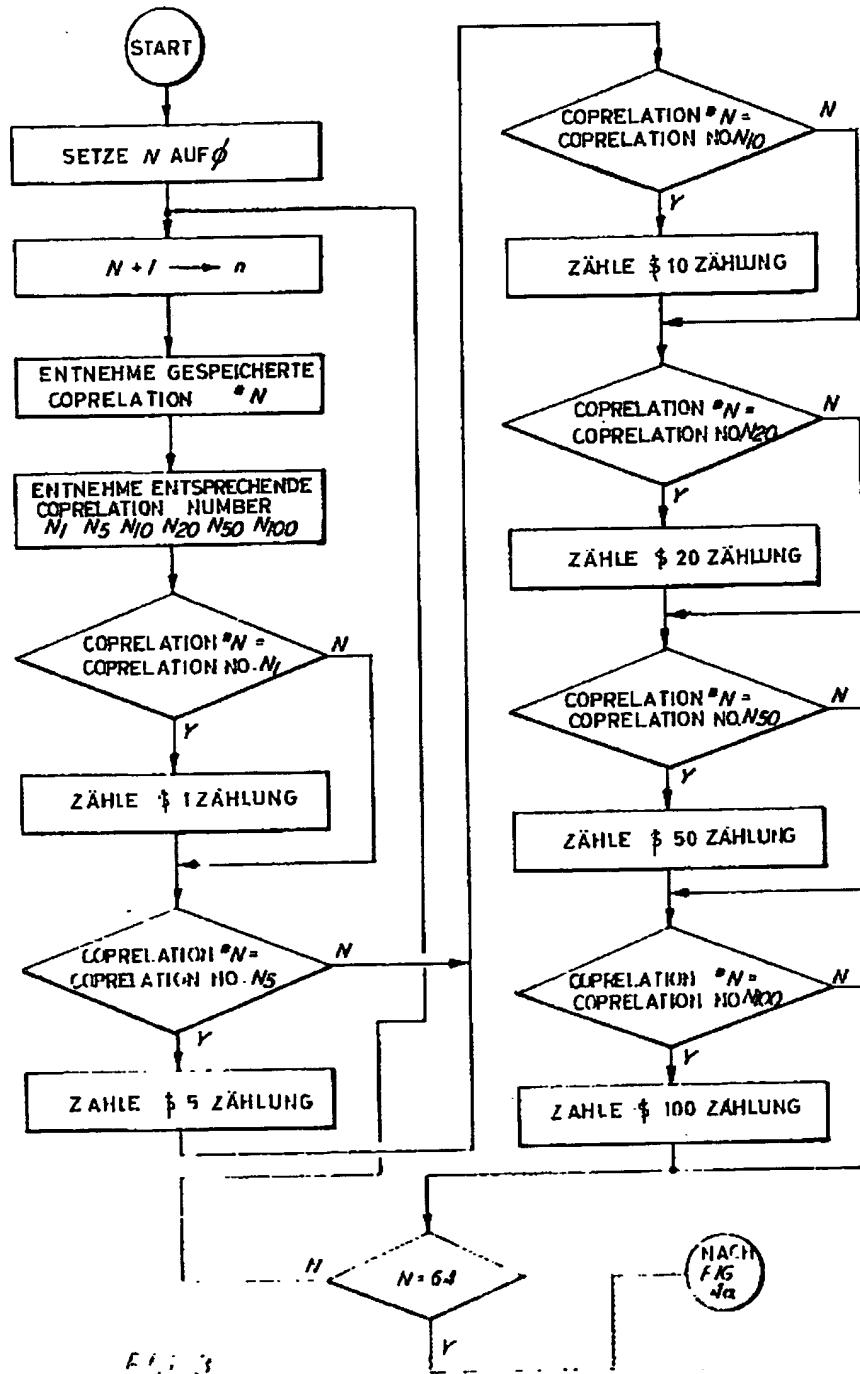 START
SETZE N AUF ∅
N + 1 → n
ENTNEHME GESPEICHERTE
COPRELATION #N
ENTNEHME ENTSPRECHENDE
COPRELATION NUMBER
N1 N5 N10 N20 N50 N100
COPRELATION #N =
COPRELATION NO. N1
N
Y
ZÄHLE $ 1 ZÄHLUNG
COPRELATION #N =
COPRELATION NO. N5
N
Y
ZAHLE $ 5 ZÄHLUNG
COPRELATION #N =
COPRELATION NO. N10
N
Y
ZÄHLE $ 10 ZÄHLUNG
COPRELATION #N =
COPRELATION NO. N20
N
Y
ZÄHLE $ 20 ZÄHLUNG
COPRELATION #N =
COPRELATION NO. N50
N
Y
ZÄHLE $ 50 ZÄHLUNG
COPRELATION #N =
COPRELATION NO. N100
N
Y
ZAHLE $ 100 ZÄHLUNG
N = 64
N
Y
NACH
FIG